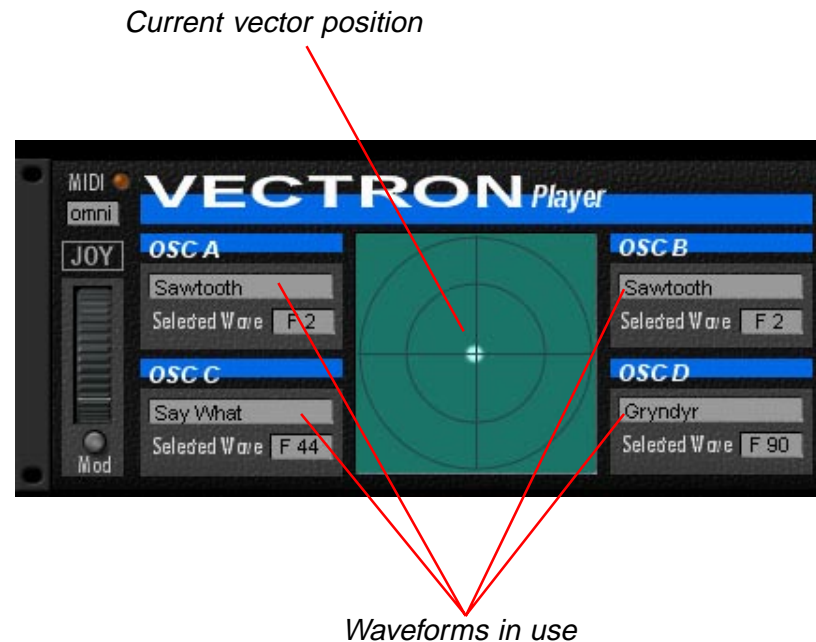 Current vector position
MIDI
omni
VECTRON Player
JOY
OSC A
Sawtooth
Selected Wave F 2
OSC B
Sawtooth
Selected Wave F 2
OSC C
Say What
Selected Wave F 44
OSC D
Gryndyr
Selected Wave F 90
Mod
Waveforms in use